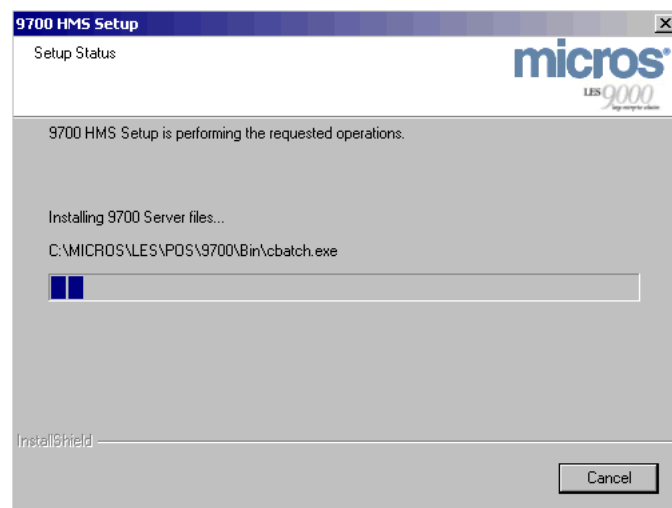 9700 HMS Setup
Setup Status
micros
LES 9000
9700 HMS Setup is performing the requested operations.
Installing 9700 Server files...
C:\MICROS\LES\POS\9700\Bin\cbatch.exe
InstallShield
Cancel